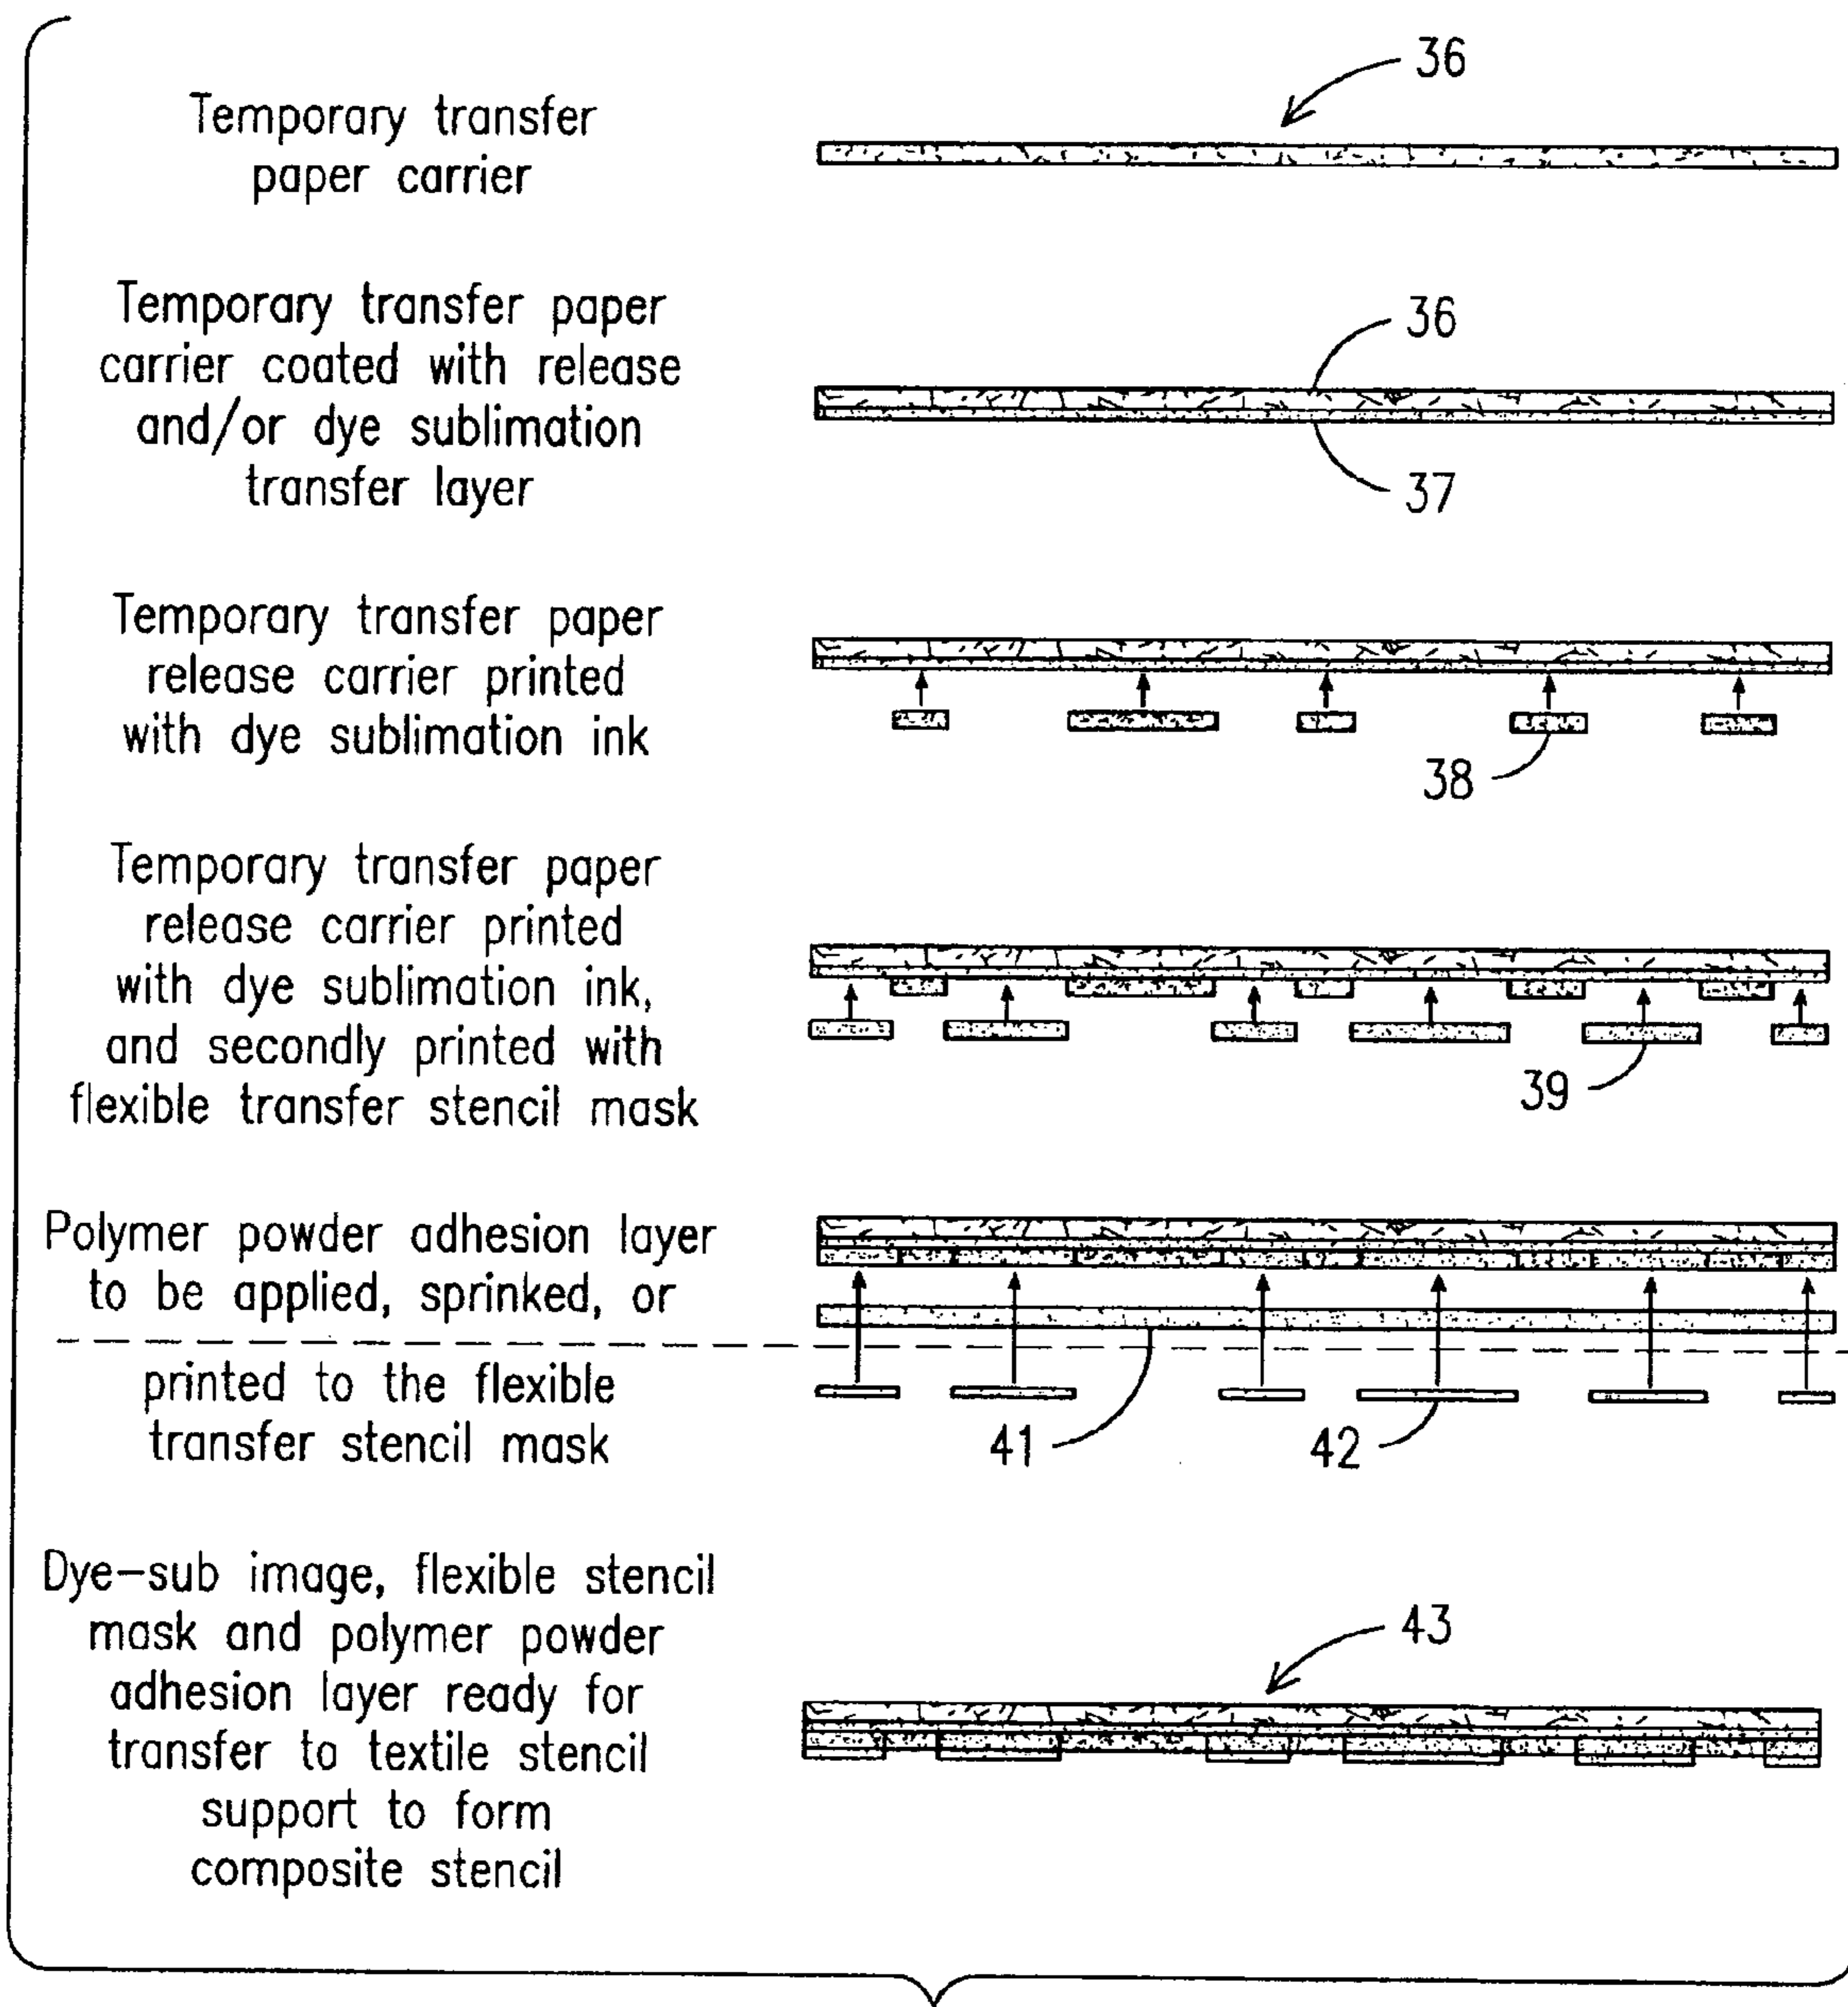 36
Temporary transfer
paper carrier
Temporary transfer paper
carrier coated with release
and/or dye sublimation
transfer layer
36
37
Temporary transfer paper
release carrier printed
with dye sublimation ink
38
Temporary transfer paper
release carrier printed
with dye sublimation ink,
and secondly printed with
flexible transfer stencil mask
39
Polymer powder adhesion layer
to be applied, sprinked, or
printed to the flexible
transfer stencil mask
41
42
Dye-sub image, flexible stencil
mask and polymer powder
adhesion layer ready for
transfer to textile stencil
support to form
composite stencil
43